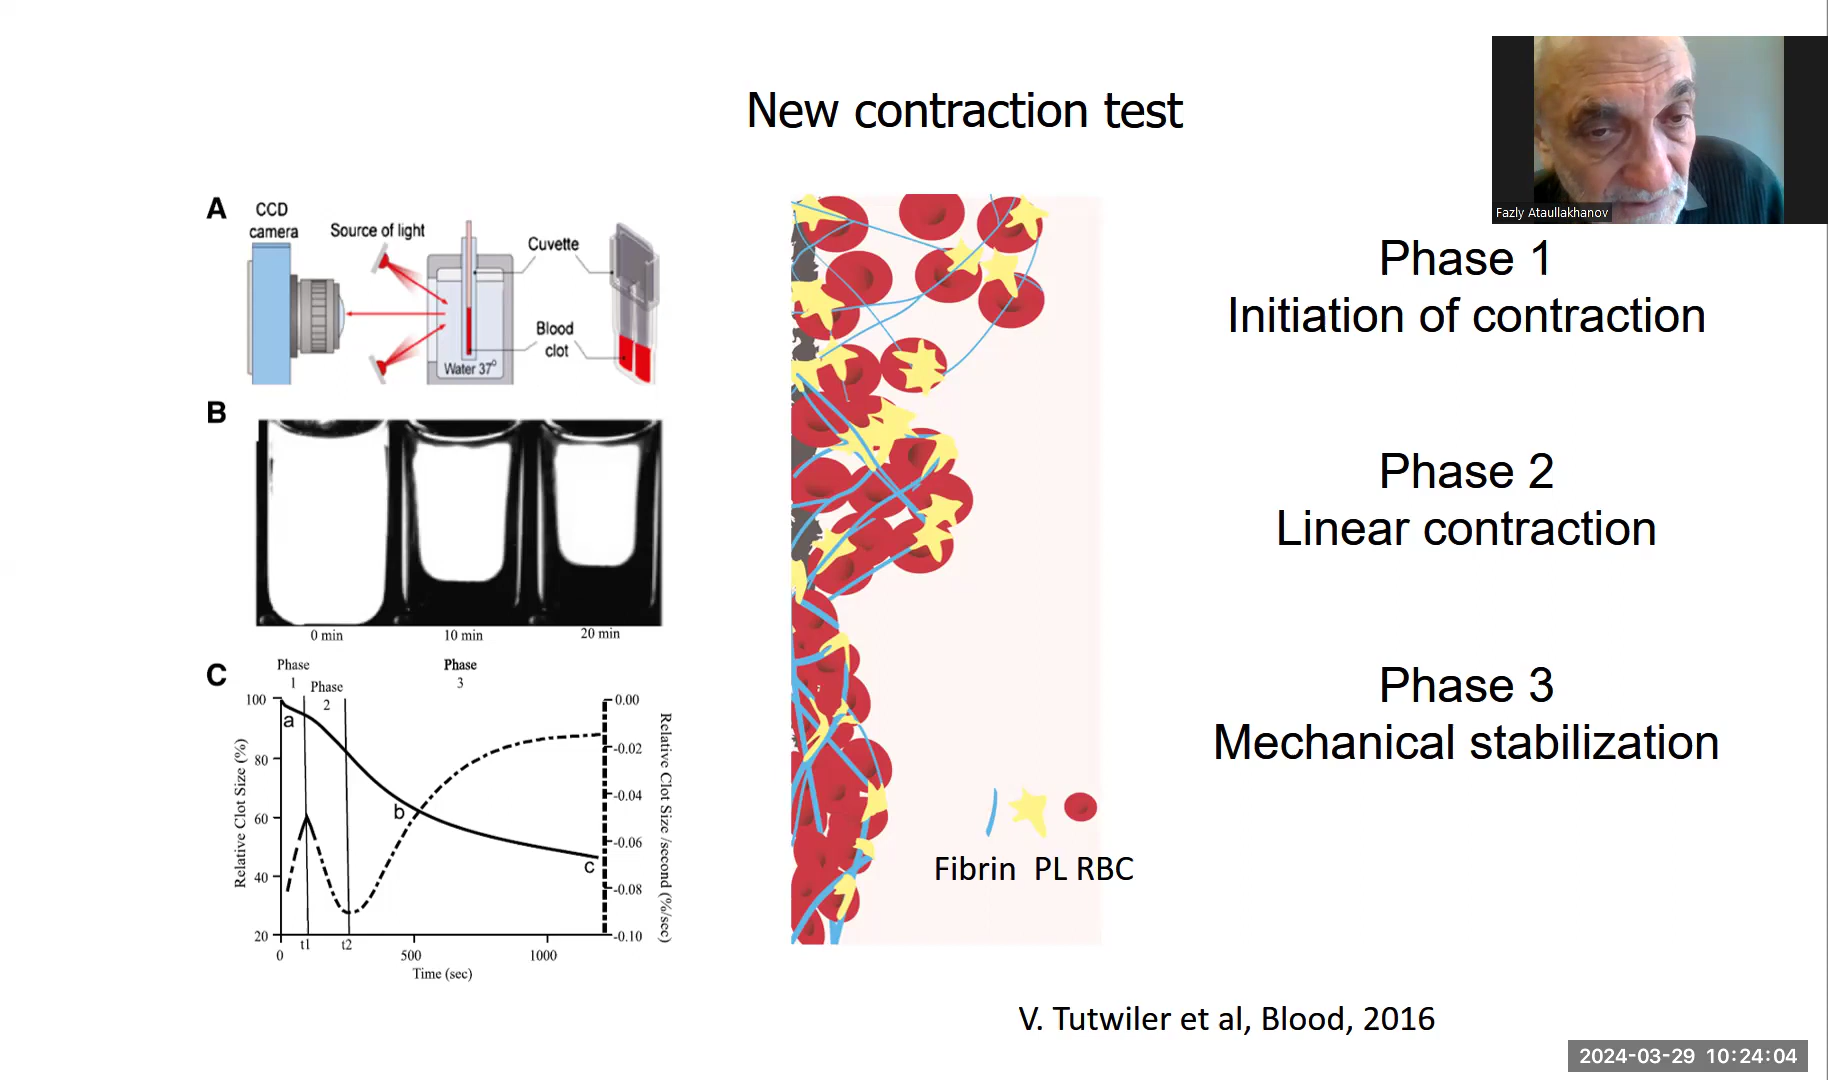 New contraction test
Fazly Ataullakhanov
A
CCD
camera
Source of light
Cuvette
Blood
clot
Water 37°
B
0 min
10 min
20 min
C
Phase
1
Phase
2
Phase
3
100
80
60
40
20
Relative Clot Size (%)
a
b
c
0.00
-0.02
-0.04
-0.06
-0.08
-0.10
Relative Clot Size /second (%/sec)
t1
t2
0
500
1000
Time (sec)
Fibrin PL RBC
Phase 1
Initiation of contraction
Phase 2
Linear contraction
Phase 3
Mechanical stabilization
V. Tutwiler et al, Blood, 2016
2024-03-29 10:24:04